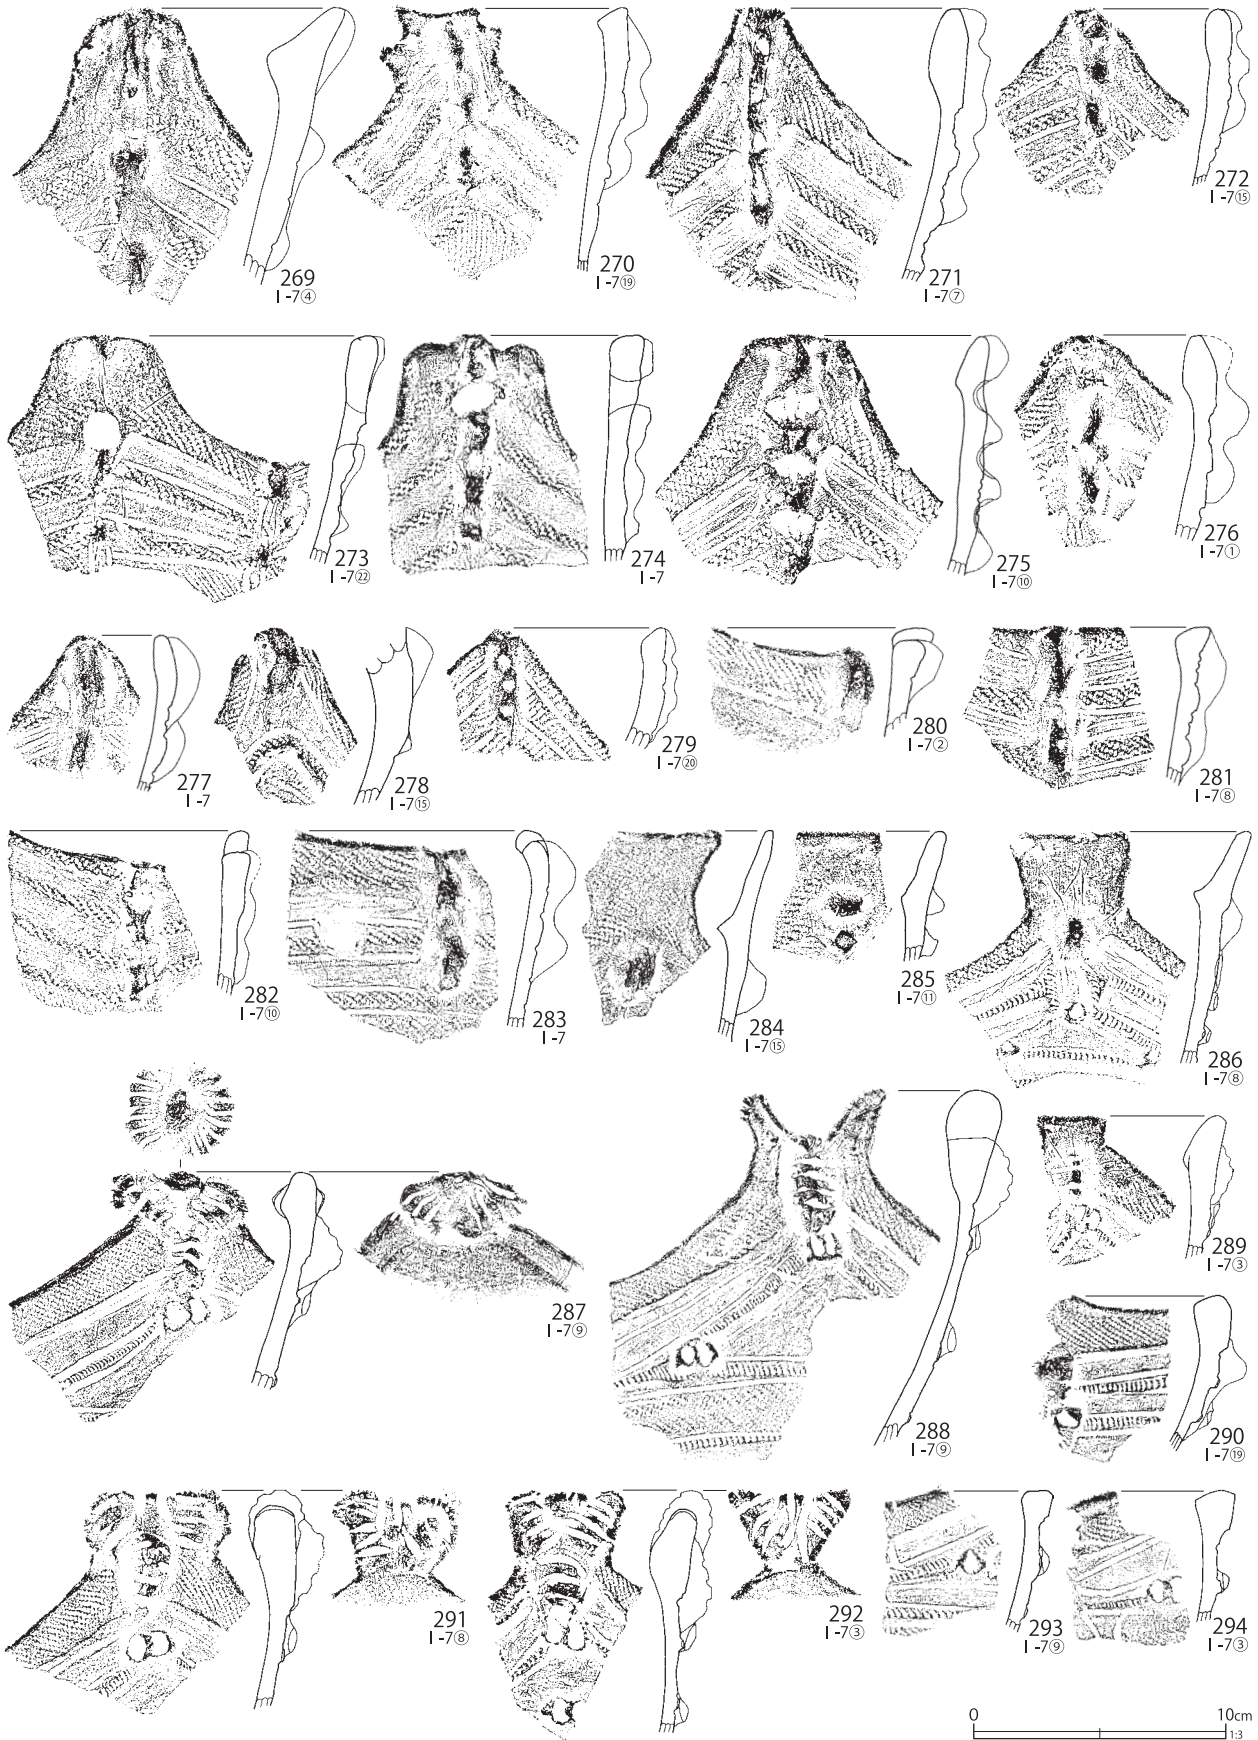 269
I -7④
270
I -7⑲
271
I -7⑦
272
I -7⑮
273
I -7㉒
274
I -7
275
I -7⑩
276
I -7①
277
I -7
278
I -7⑮
279
I -7⑳
280
I -7②
281
I -7⑧
282
I -7⑩
283
I -7
284
I -7⑮
285
I -7⑪
286
I -7⑧
287
I -7⑨
288
I -7⑨
289
I -7③
290
I -7⑲
291
I -7⑧
292
I -7③
293
I -7⑨
294
I -7③
0 10cm
1:3